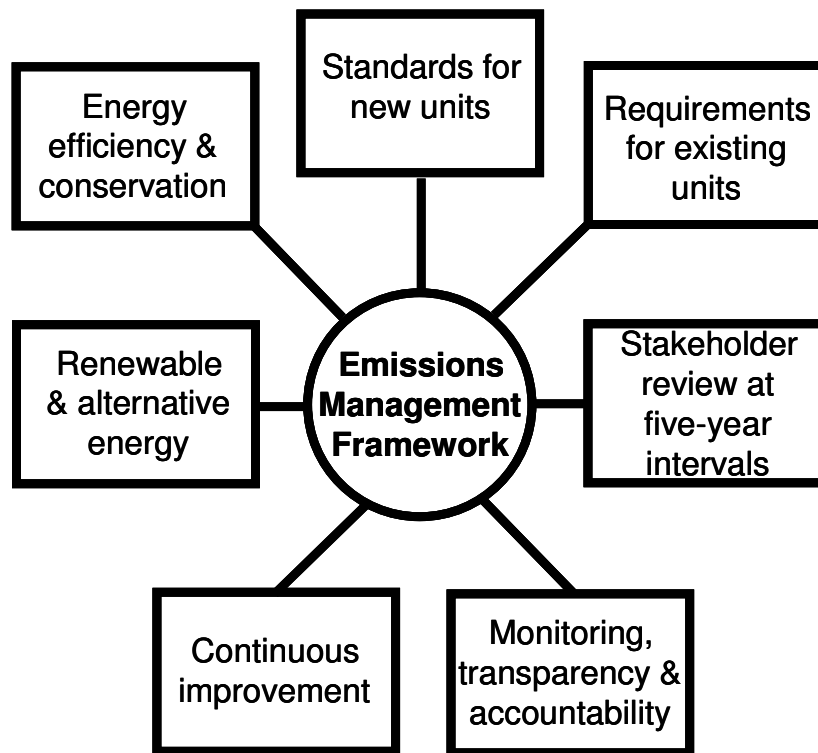 Standards for
new units
Energy
efficiency &
conservation
Requirements
for existing
units
Renewable
& alternative
energy
Emissions
Management
Framework
Stakeholder
review at
five-year
intervals
Continuous
improvement
Monitoring,
transparency &
accountability